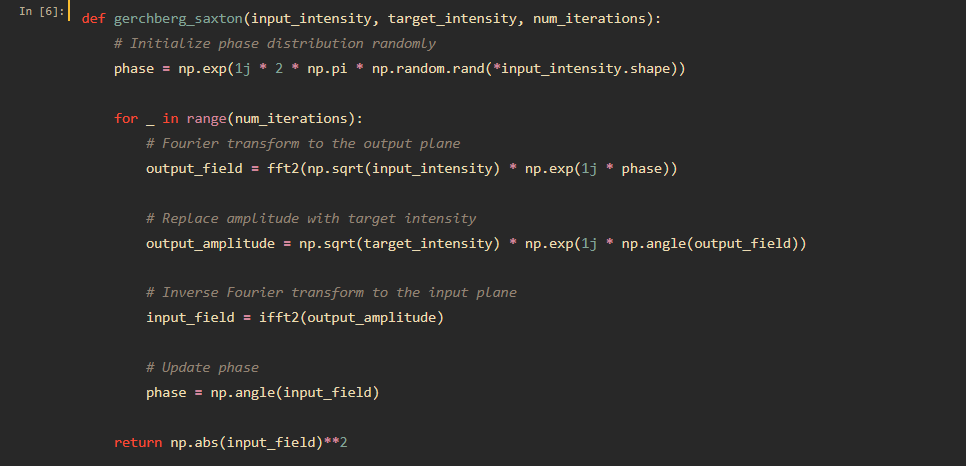 In [6]:
def gerchberg_saxton(input_intensity, target_intensity, num_iterations):
    # Initialize phase distribution randomly
    phase = np.exp(1j * 2 * np.pi * np.random.rand(*input_intensity.shape))

    for _ in range(num_iterations):
        # Fourier transform to the output plane
        output_field = fft2(np.sqrt(input_intensity) * np.exp(1j * phase))

        # Replace amplitude with target intensity
        output_amplitude = np.sqrt(target_intensity) * np.exp(1j * np.angle(output_field))

        # Inverse Fourier transform to the input plane
        input_field = ifft2(output_amplitude)

        # Update phase
        phase = np.angle(input_field)

    return np.abs(input_field)**2